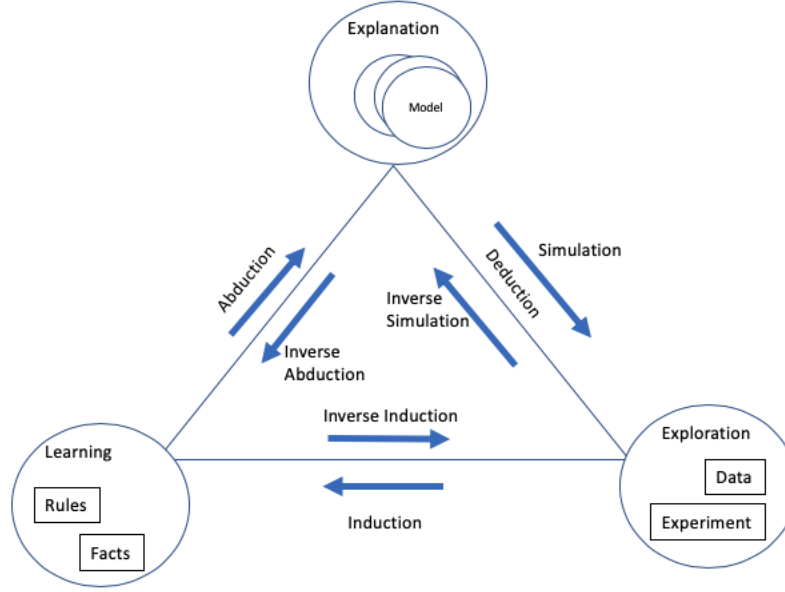 Explanation
Model
Abduction
Simulation
Deduction
Inverse
Simulation
Inverse
Abduction
Inverse Induction
Learning
Rules
Facts
Exploration
Data
Experiment
Induction